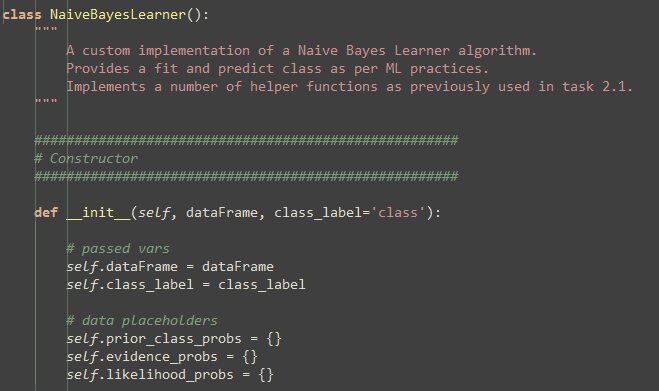 class NaiveBayesLearner():
"""
A custom implementation of a Naive Bayes Learner algorithm.
Provides a fit and predict class as per ML practices.
Implements a number of helper functions as previously used in task 2.1.
"""
#####################################################
# Constructor
#####################################################
def __init__(self, dataFrame, class_label='class'):
# passed vars
self.dataFrame = dataFrame
self.class_label = class_label
# data placeholders
self.prior_class_probs = {}
self.evidence_probs = {}
self.likelihood_probs = {}